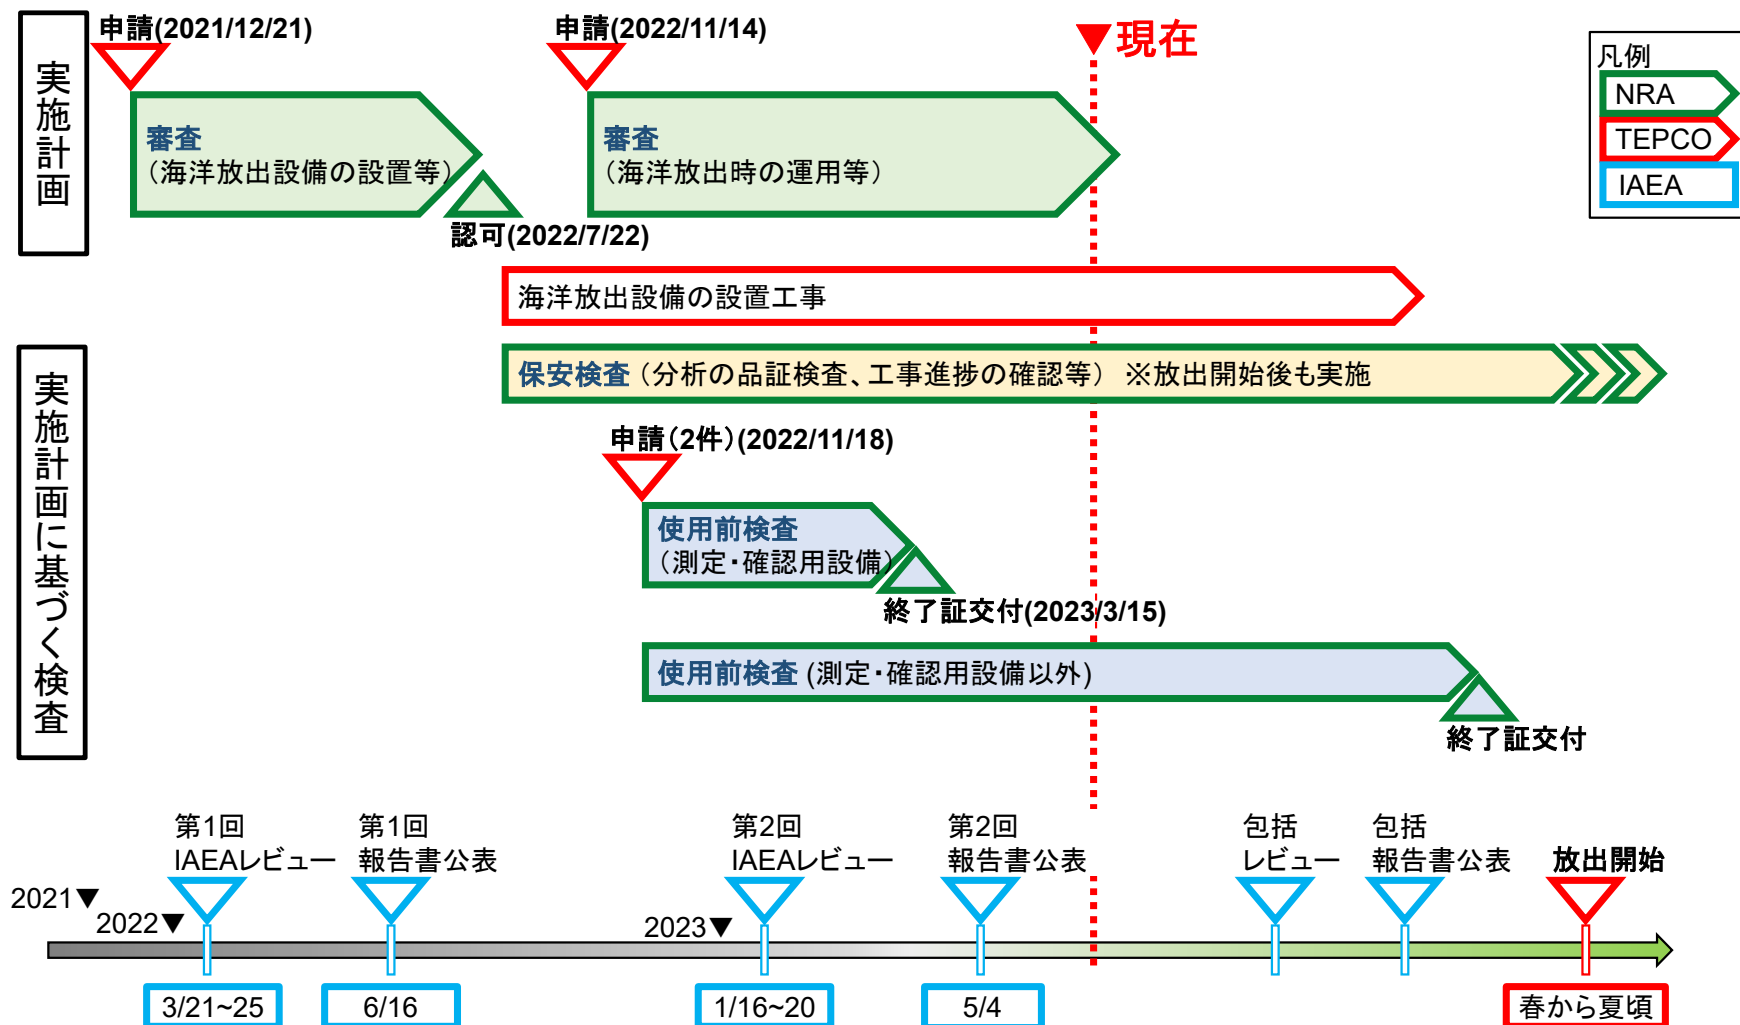 実施計画
申請(2021/12/21)
申請(2022/11/14)
現在
凡例
NRA
TEPCO
IAEA
審査
（海洋放出設備の設置等）
審査
（海洋放出時の運用等）
認可(2022/7/22)
海洋放出設備の設置工事
実施計画に基づく検査
保安検査（分析の品証検査、工事進捗の確認等） ※放出開始後も実施
申請（2件）(2022/11/18)
使用前検査
（測定・確認用設備）
終了証交付(2023/3/15)
使用前検査 (測定・確認用設備以外)
終了証交付
第1回
IAEAレビュー
第1回
報告書公表
第2回
IAEAレビュー
第2回
報告書公表
包括
レビュー
包括
報告書公表
放出開始
2021▼
2022▼
2023▼
3/21~25
6/16
1/16~20
5/4
春から夏頃